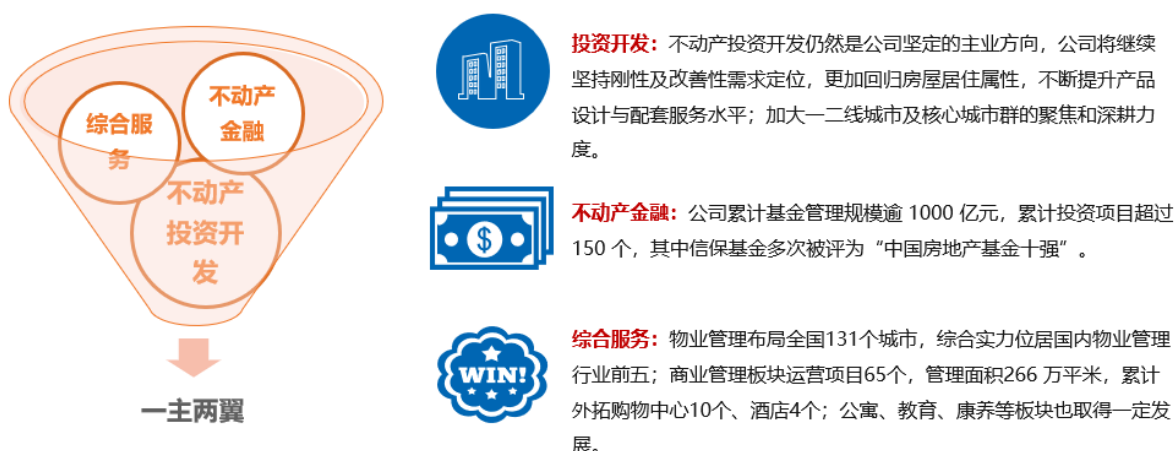 不动产
金融
综合服
务
不动产
投资开
发
一主两翼
投资开发：不动产投资开发仍然是公司坚定的主业方向，公司将继续
坚持刚性及改善性需求定位，更加回归房屋居住属性，不断提升产品
设计与配套服务水平；加大一二线城市及核心城市群的聚焦和深耕力
度。
$
不动产金融：公司累计基金管理规模逾 1000 亿元，累计投资项目超过
150 个，其中信保基金多次被评为“中国房地产基金十强”。
WIN!
综合服务：物业管理布局全国131个城市，综合实力位居国内物业管理
行业前五；商业管理板块运营项目65个，管理面积266 万平米，累计
外拓购物中心10个、酒店4个；公寓、教育、康养等板块也取得一定发
展。